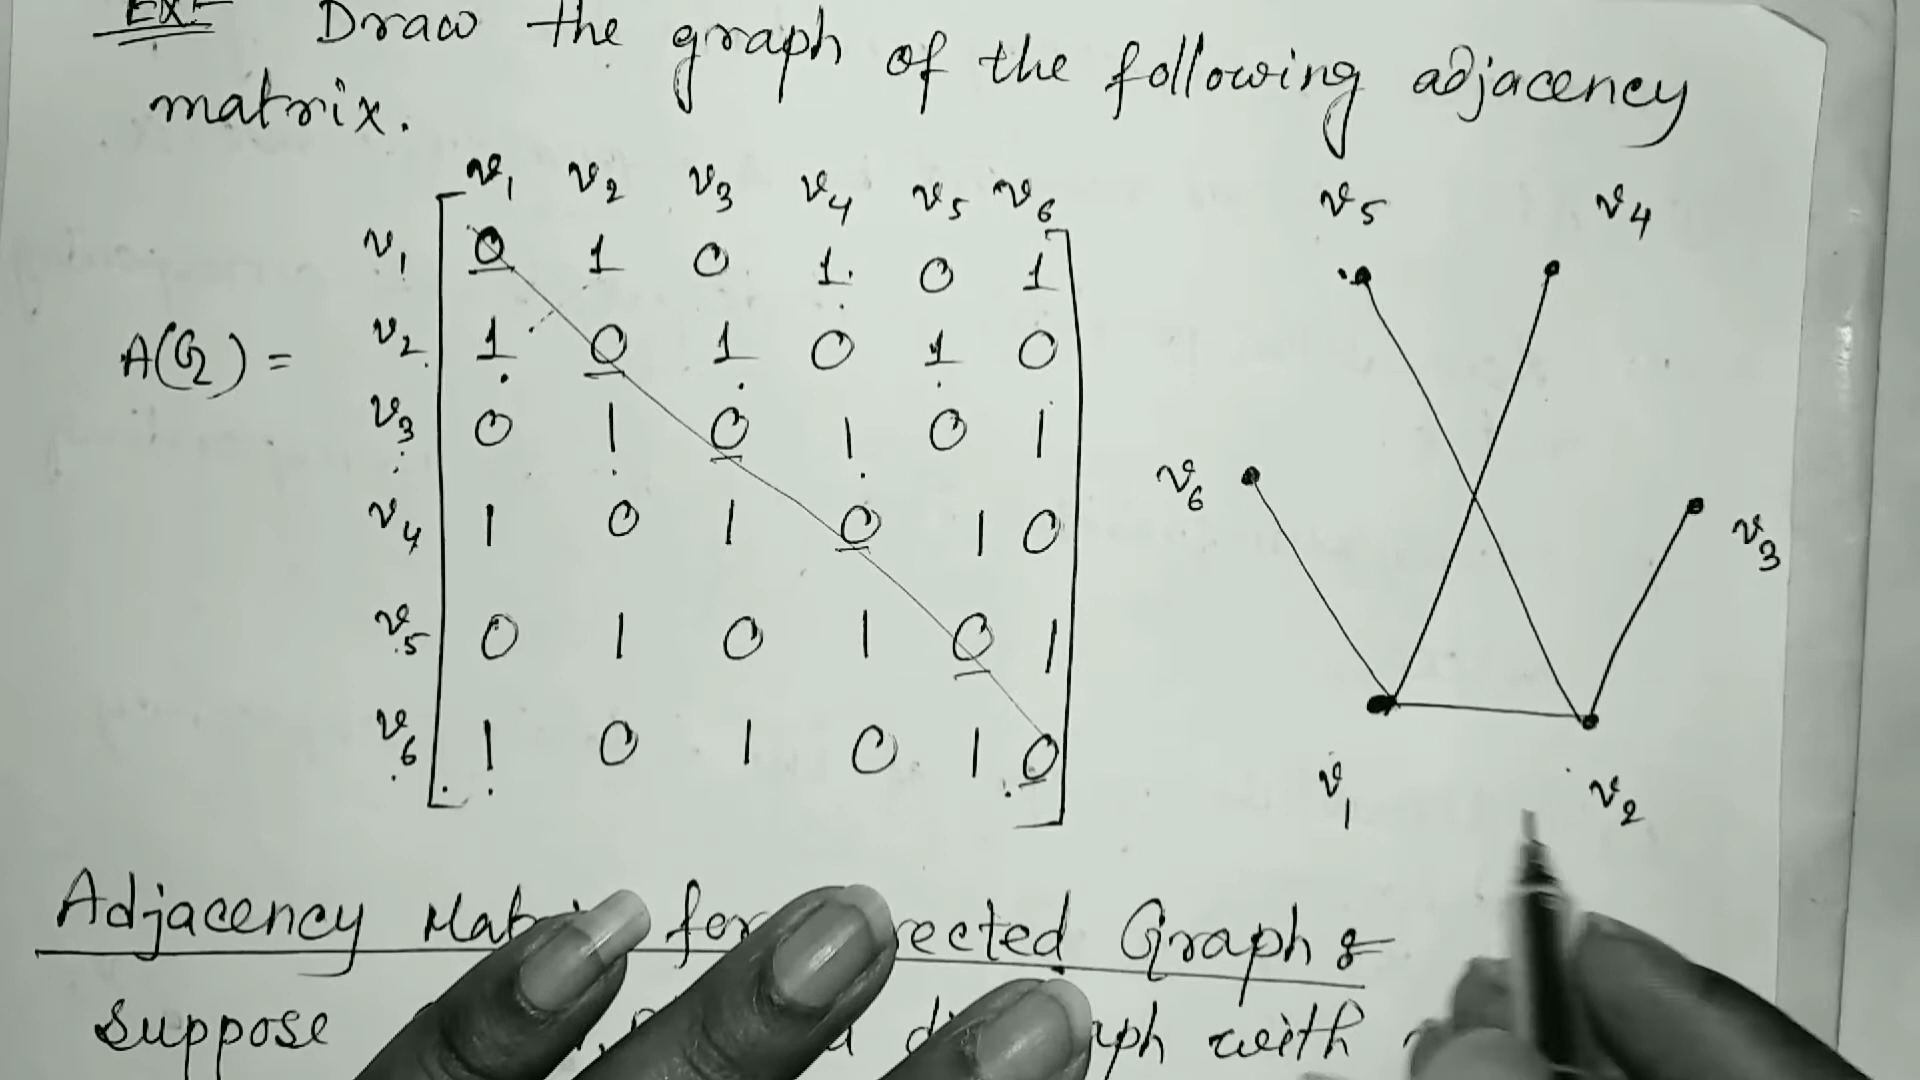 Ex:- Draw the graph of the following adjacency
matrix.
v1 v2 v3 v4 v5 v6
v1 0 1 0 1 0 1
v2 1 0 1 0 1 0
A(G2) =
v3 0 1 0 1 0 1
v4 1 0 1 0 1 0
v5 0 1 0 1 0 1
v6 1 0 1 0 1 0
v5 v4
v6 v3
v1 v2
Adjacency for Graph :-
Suppose with